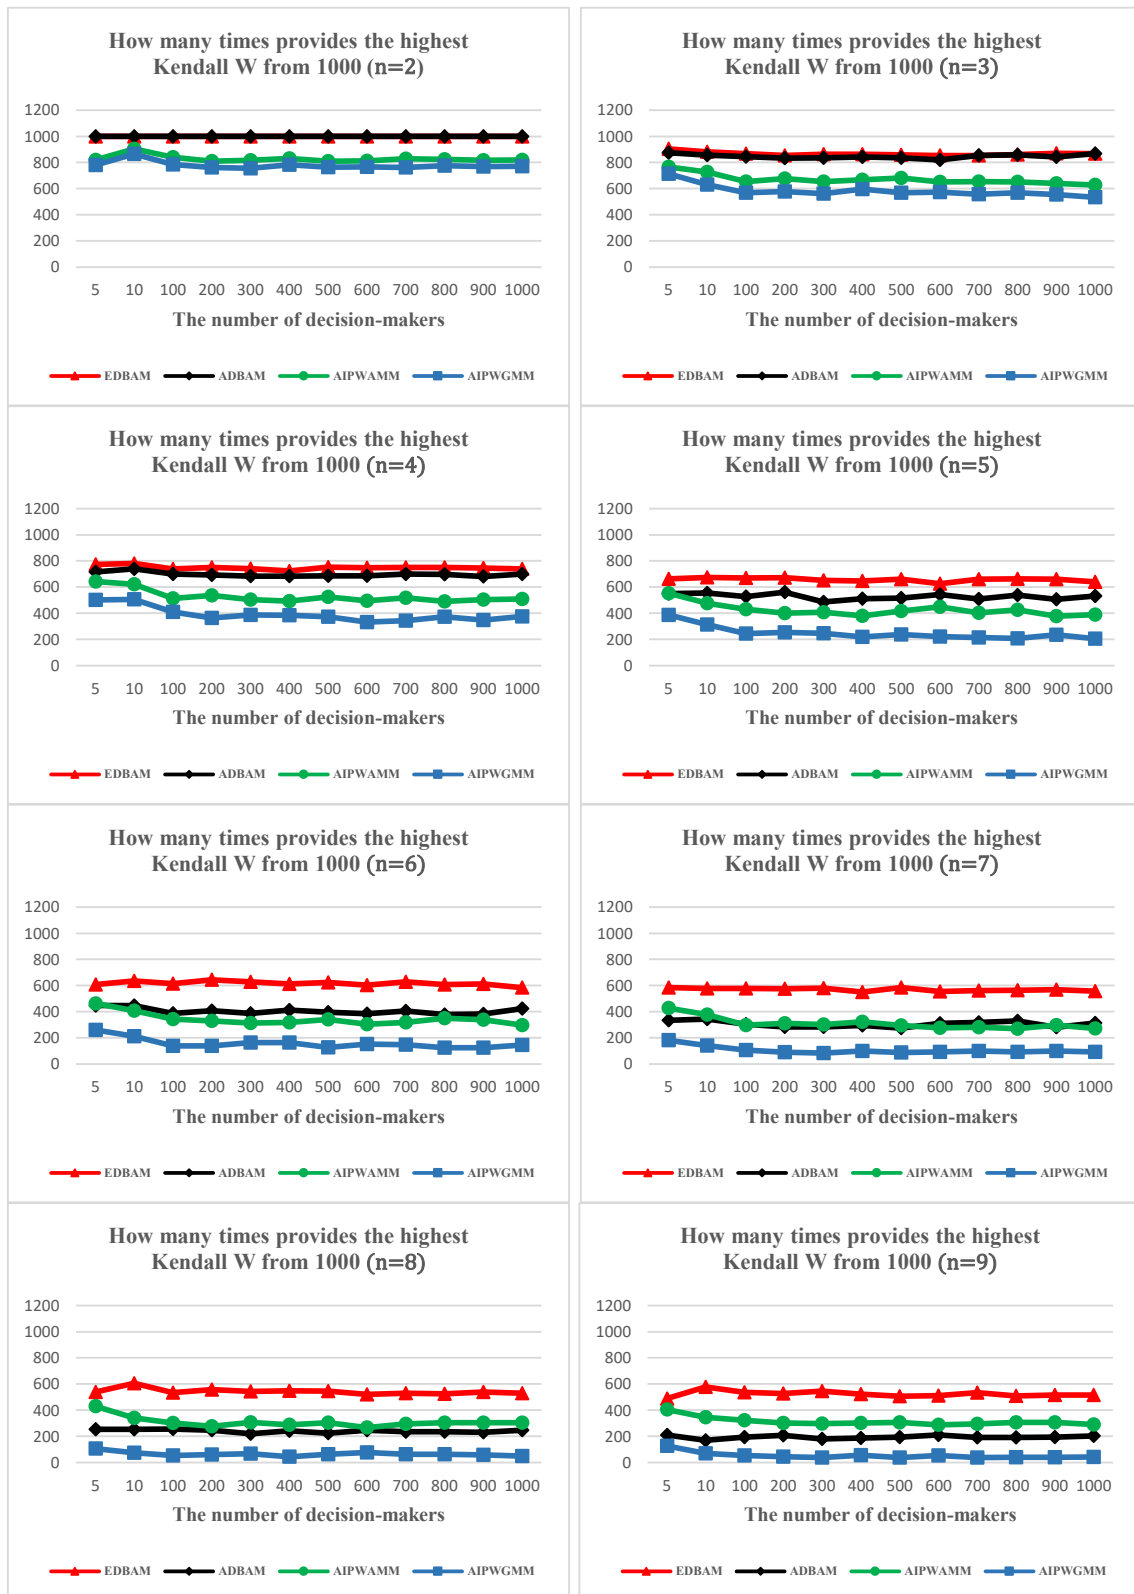 How many times provides the highest
Kendall W from 1000 (n=2)
1200
1000
800
600
400
200
0
5 10 100 200 300 400 500 600 700 800 900 1000
The number of decision-makers
EDBAM ADBAM AIPWAMM AIPWGMM
How many times provides the highest
Kendall W from 1000 (n=3)
1200
1000
800
600
400
200
0
5 10 100 200 300 400 500 600 700 800 900 1000
The number of decision-makers
EDBAM ADBAM AIPWAMM AIPWGMM
How many times provides the highest
Kendall W from 1000 (n=4)
1200
1000
800
600
400
200
0
5 10 100 200 300 400 500 600 700 800 900 1000
The number of decision-makers
EDBAM ADBAM AIPWAMM AIPWGMM
How many times provides the highest
Kendall W from 1000 (n=5)
1200
1000
800
600
400
200
0
5 10 100 200 300 400 500 600 700 800 900 1000
The number of decision-makers
EDBAM ADBAM AIPWAMM AIPWGMM
How many times provides the highest
Kendall W from 1000 (n=6)
1200
1000
800
600
400
200
0
5 10 100 200 300 400 500 600 700 800 900 1000
The number of decision-makers
EDBAM ADBAM AIPWAMM AIPWGMM
How many times provides the highest
Kendall W from 1000 (n=7)
1200
1000
800
600
400
200
0
5 10 100 200 300 400 500 600 700 800 900 1000
The number of decision-makers
EDBAM ADBAM AIPWAMM AIPWGMM
How many times provides the highest
Kendall W from 1000 (n=8)
1200
1000
800
600
400
200
0
5 10 100 200 300 400 500 600 700 800 900 1000
The number of decision-makers
EDBAM ADBAM AIPWAMM AIPWGMM
How many times provides the highest
Kendall W from 1000 (n=9)
1200
1000
800
600
400
200
0
5 10 100 200 300 400 500 600 700 800 900 1000
The number of decision-makers
EDBAM ADBAM AIPWAMM AIPWGMM